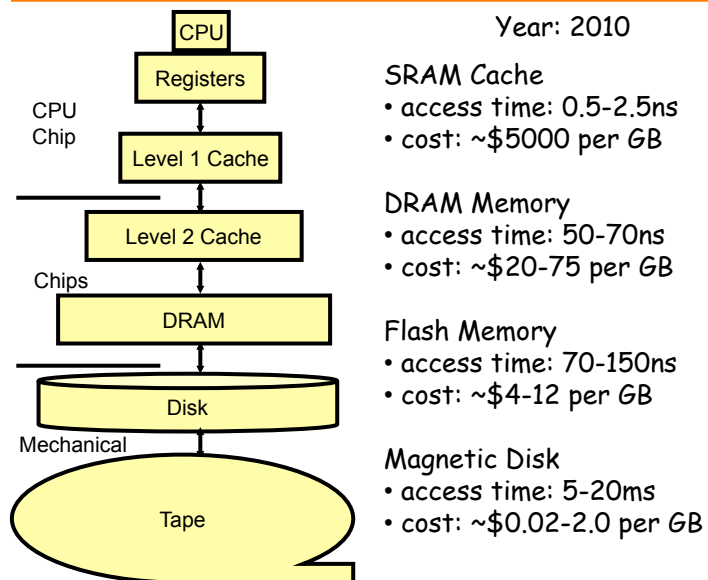 CPU
Registers
CPU
Chip
Level 1 Cache
Level 2 Cache
Chips
DRAM
Disk
Mechanical
Tape
Year: 2010
SRAM Cache
• access time: 0.5-2.5ns
• cost: ~$5000 per GB
DRAM Memory
• access time: 50-70ns
• cost: ~$20-75 per GB
Flash Memory
• access time: 70-150ns
• cost: ~$4-12 per GB
Magnetic Disk
• access time: 5-20ms
• cost: ~$0.02-2.0 per GB